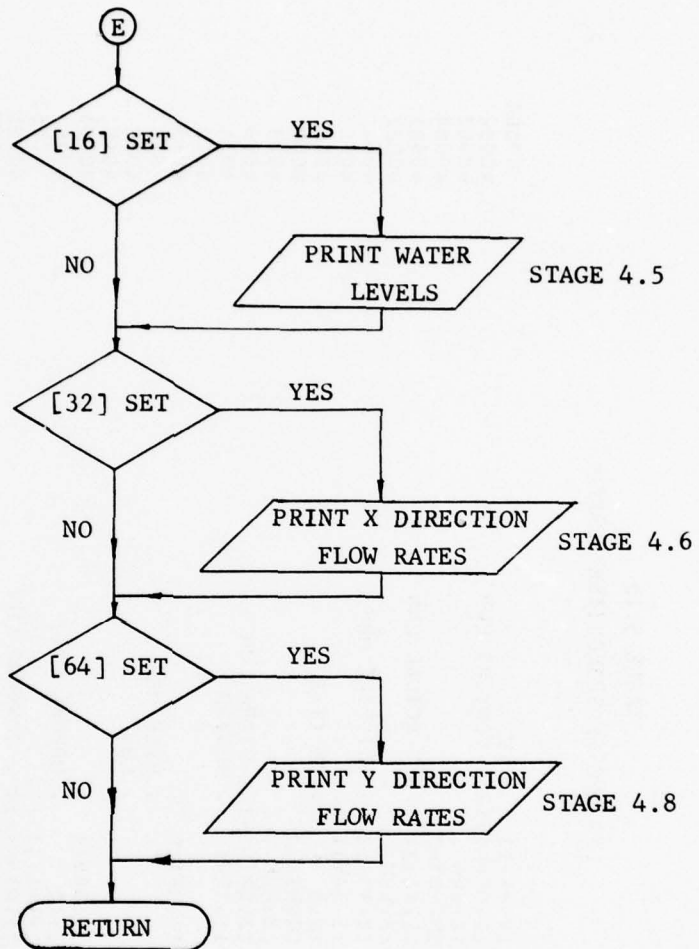 E
[16] SET
YES
NO
PRINT WATER
LEVELS
STAGE 4.5
[32] SET
YES
NO
PRINT X DIRECTION
FLOW RATES
STAGE 4.6
[64] SET
YES
NO
PRINT Y DIRECTION
FLOW RATES
STAGE 4.8
RETURN